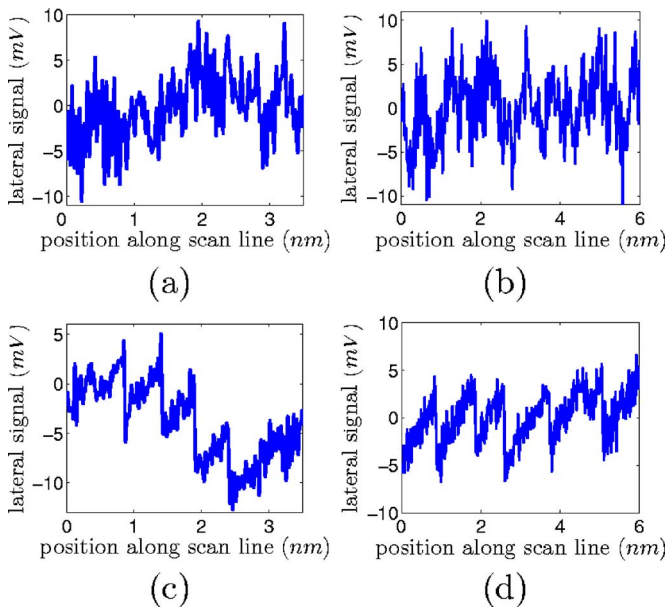 10
5
0
−5
−10
lateral signal (mV)
0 1 2 3
position along scan line (nm)
(a)
10
5
0
−5
−10
lateral signal (mV)
0 2 4 6
position along scan line (nm)
(b)
5
0
−5
−10
lateral signal (mV)
0 1 2 3
position along scan line (nm)
(c)
10
5
0
−5
−10
lateral signal (mV)
0 2 4 6
position along scan line (nm)
(d)